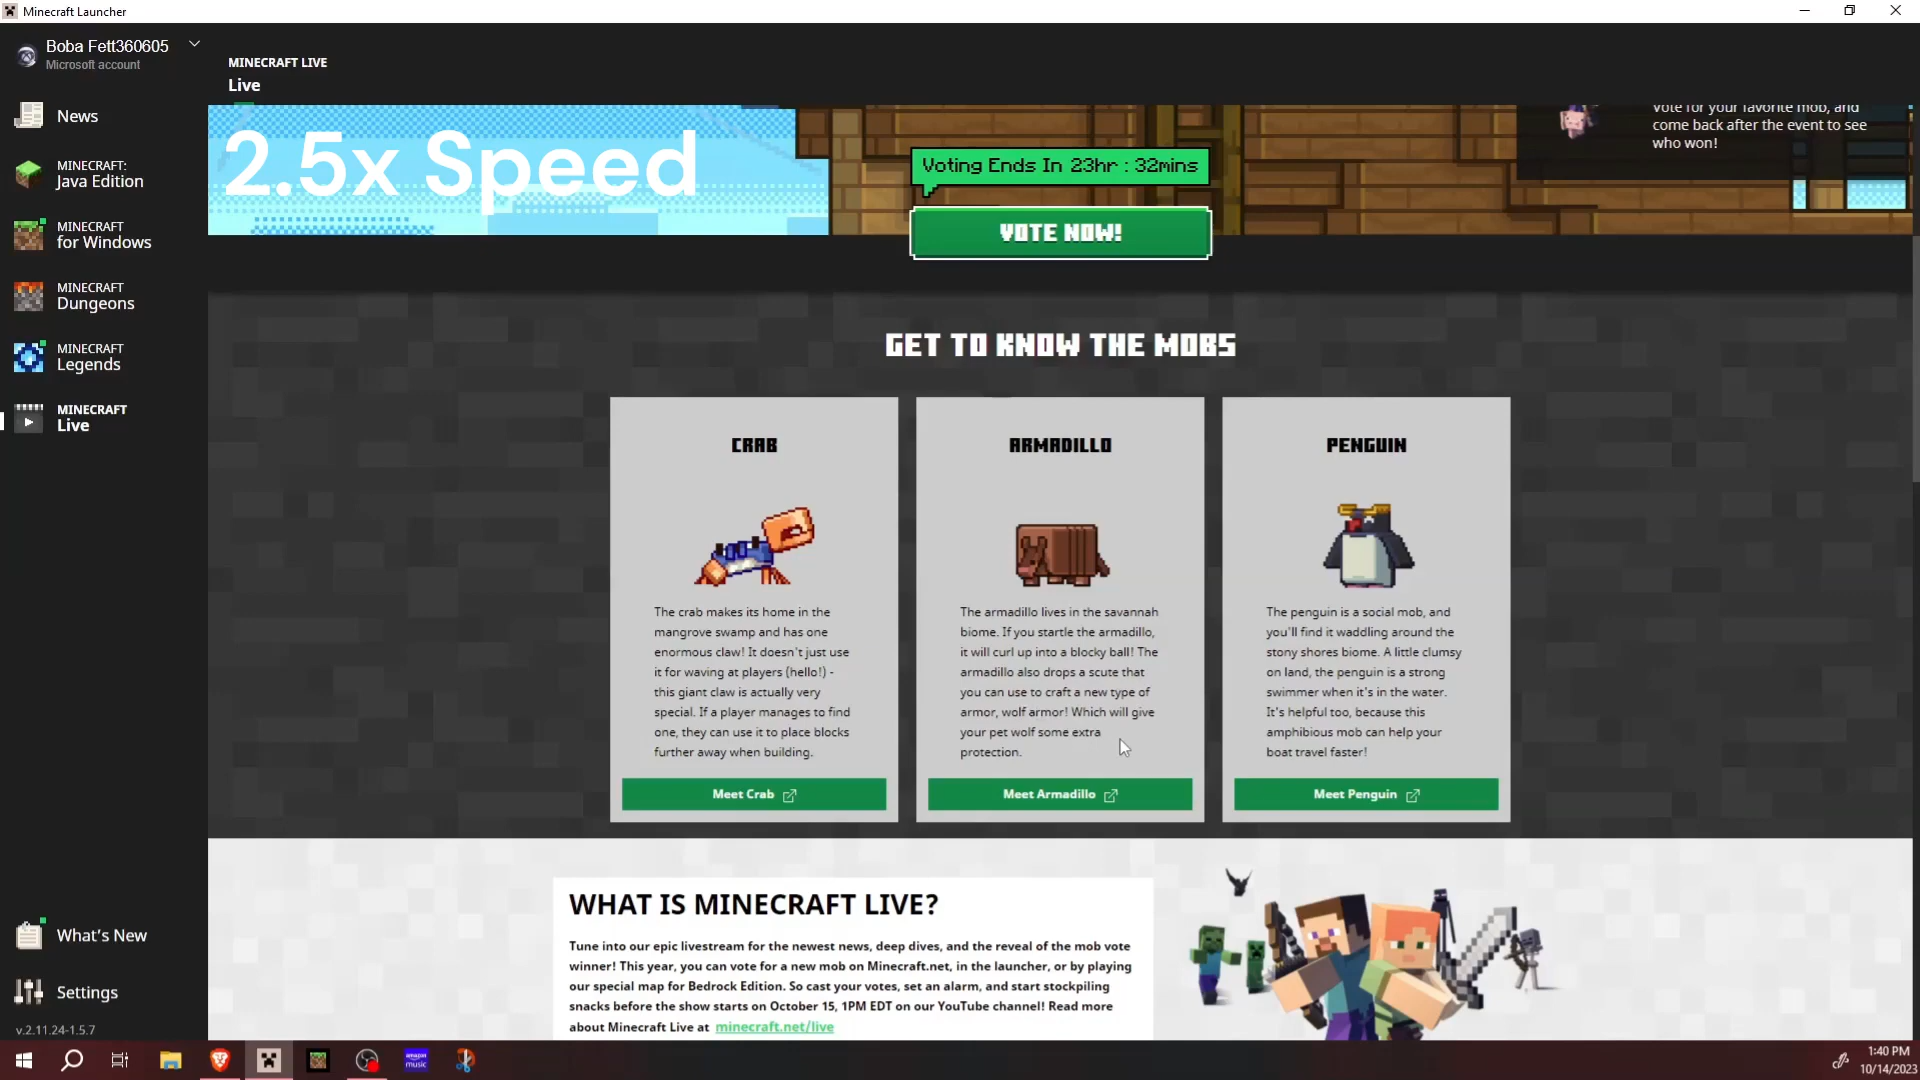 Minecraft Launcher
Boba Fett360605
Microsoft account
MINECRAFT LIVE
Live
News
MINECRAFT:
Java Edition
MINECRAFT
for Windows
MINECRAFT
Dungeons
MINECRAFT
Legends
MINECRAFT
Live
What's New
Settings
v.2.11.24-1.5.7
2.5x Speed
Voting Ends In 23hr : 32mins
VOTE NOW!
Vote for your favorite mob, and
come back after the event to see
who won!
GET TO KNOW THE MOBS
CRAB
The crab makes its home in the
mangrove swamp and has one
enormous claw! It doesn't just use
it for waving at players (hello!) -
this giant claw is actually very
special. If a player manages to find
one, they can use it to place blocks
further away when building.
Meet Crab
ARMADILLO
The armadillo lives in the savannah
biome. If you startle the armadillo,
it will curl up into a blocky ball! The
armadillo also drops a scute that
you can use to craft a new type of
armor, wolf armor! Which will give
your pet wolf some extra
protection.
Meet Armadillo
PENGUIN
The penguin is a social mob, and
you'll find it waddling around the
stony shores biome. A little clumsy
on land, the penguin is a strong
swimmer when it's in the water.
It's helpful too, because this
amphibious mob can help your
boat travel faster!
Meet Penguin
WHAT IS MINECRAFT LIVE?
Tune into our epic livestream for the newest news, deep dives, and the reveal of the mob vote
winner! This year, you can vote for a new mob on Minecraft.net, in the launcher, or by playing
our special map for Bedrock Edition. So cast your votes, set an alarm, and start stockpiling
snacks before the show starts on October 15, 1PM EDT on our YouTube channel! Read more
about Minecraft Live at minecraft.net/live
amazon
music
1:40 PM
10/14/2023